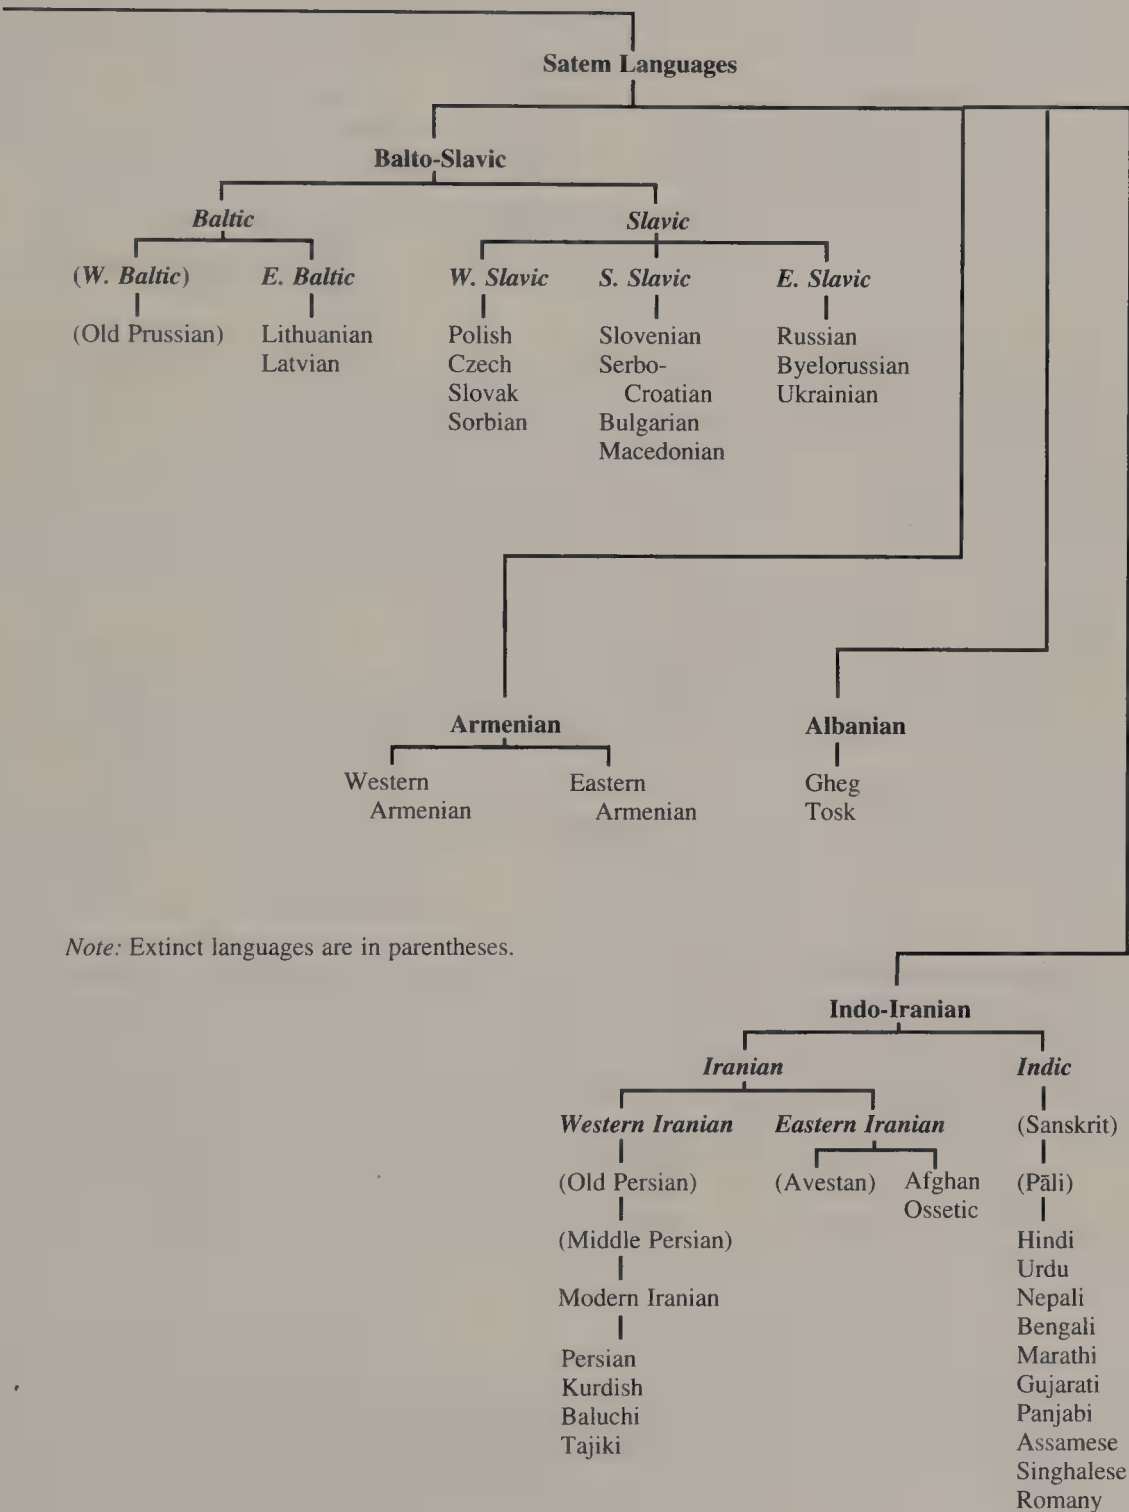 Satem Languages
Balto-Slavic
Baltic
Slavic
(W. Baltic)
E. Baltic
W. Slavic
S. Slavic
E. Slavic
(Old Prussian)
Lithuanian
Latvian
Polish
Czech
Slovak
Sorbian
Slovenian
Serbo-
Croatian
Bulgarian
Macedonian
Russian
Byelorussian
Ukrainian
Armenian
Western
Armenian
Eastern
Armenian
Albanian
Gheg
Tosk
Note: Extinct languages are in parentheses.
Indo-Iranian
Iranian
Indic
Western Iranian
Eastern Iranian
(Sanskrit)
(Old Persian)
(Avestan)
Afghan
Ossetic
(Pāli)
(Middle Persian)
Modern Iranian
Persian
Kurdish
Baluchi
Tajiki
Hindi
Urdu
Nepali
Bengali
Marathi
Gujarati
Panjabi
Assamese
Singhalese
Romany